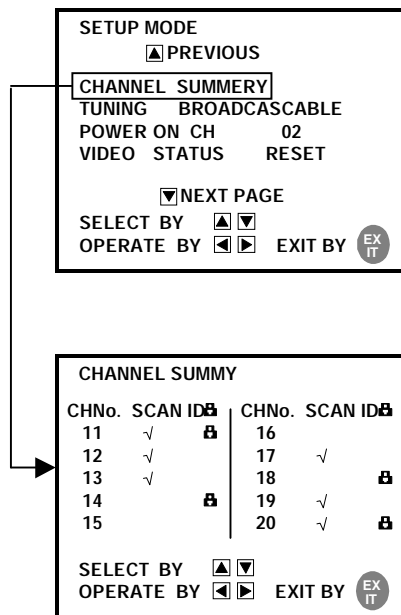 SETUP MODE
▲ PREVIOUS
CHANNEL SUMMERY
TUNING BROADCASCABLE
POWER ON CH 02
VIDEO STATUS RESET
▼ NEXT PAGE
SELECT BY ▲ ▼
OPERATE BY ◀ ▶ EXIT BY EXIT
CHANNEL SUMMY
CHNo. SCAN ID CHNo. SCAN ID
11 √ 16
12 √ 17 √
13 √ 18
14 19 √
15 20 √
SELECT BY ▲ ▼
OPERATE BY ◀ ▶ EXIT BY EXIT